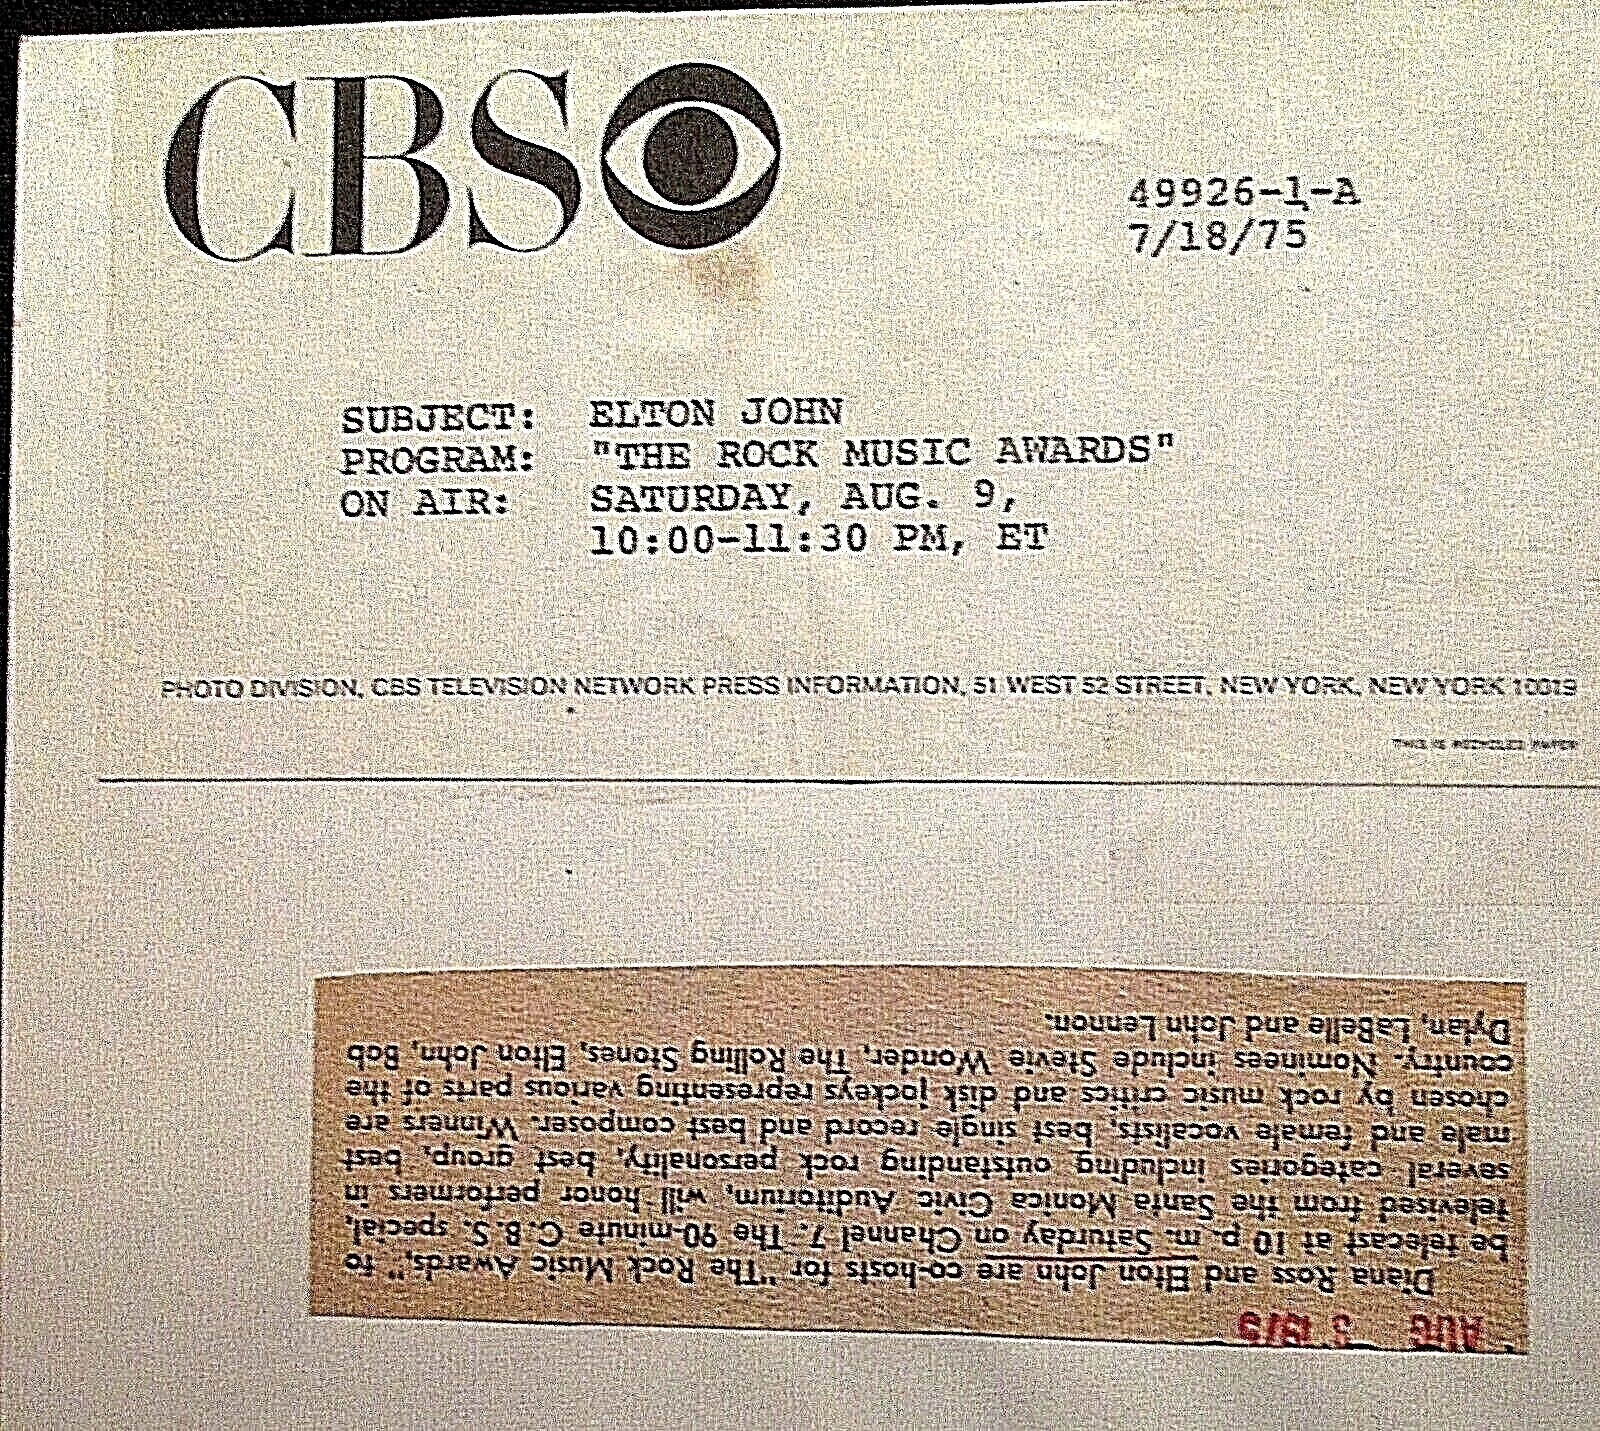 CBS
49926-1-A
7/18/75
SUBJECT: ELTON JOHN
PROGRAM: "THE ROCK MUSIC AWARDS"
ON AIR: SATURDAY, AUG. 9,
10:00-11:30 PM, ET
PHOTO DIVISION, CBS TELEVISION NETWORK PRESS INFORMATION, 51 WEST 52 STREET, NEW YORK, NEW YORK 10019
THIS IS RECYCLED PAPER
AUG
Diana Ross and Elton John are co-hosts for "The Rock Music Awards," to
be telecast at 10 p. m. Saturday on Channel 7. The 90-minute C. B. S. special,
televised from the Santa Monica Civic Auditorium, will honor performers in
several categories including outstanding rock personality, best group, best
male and female vocalists, best single record and best composer. Winners are
chosen by rock music critics and disk jockeys representing various parts of the
country. Nominees include Stevie Wonder, The Rolling Stones, Elton John, Bob
Dylan, LaBelle and John Lennon.